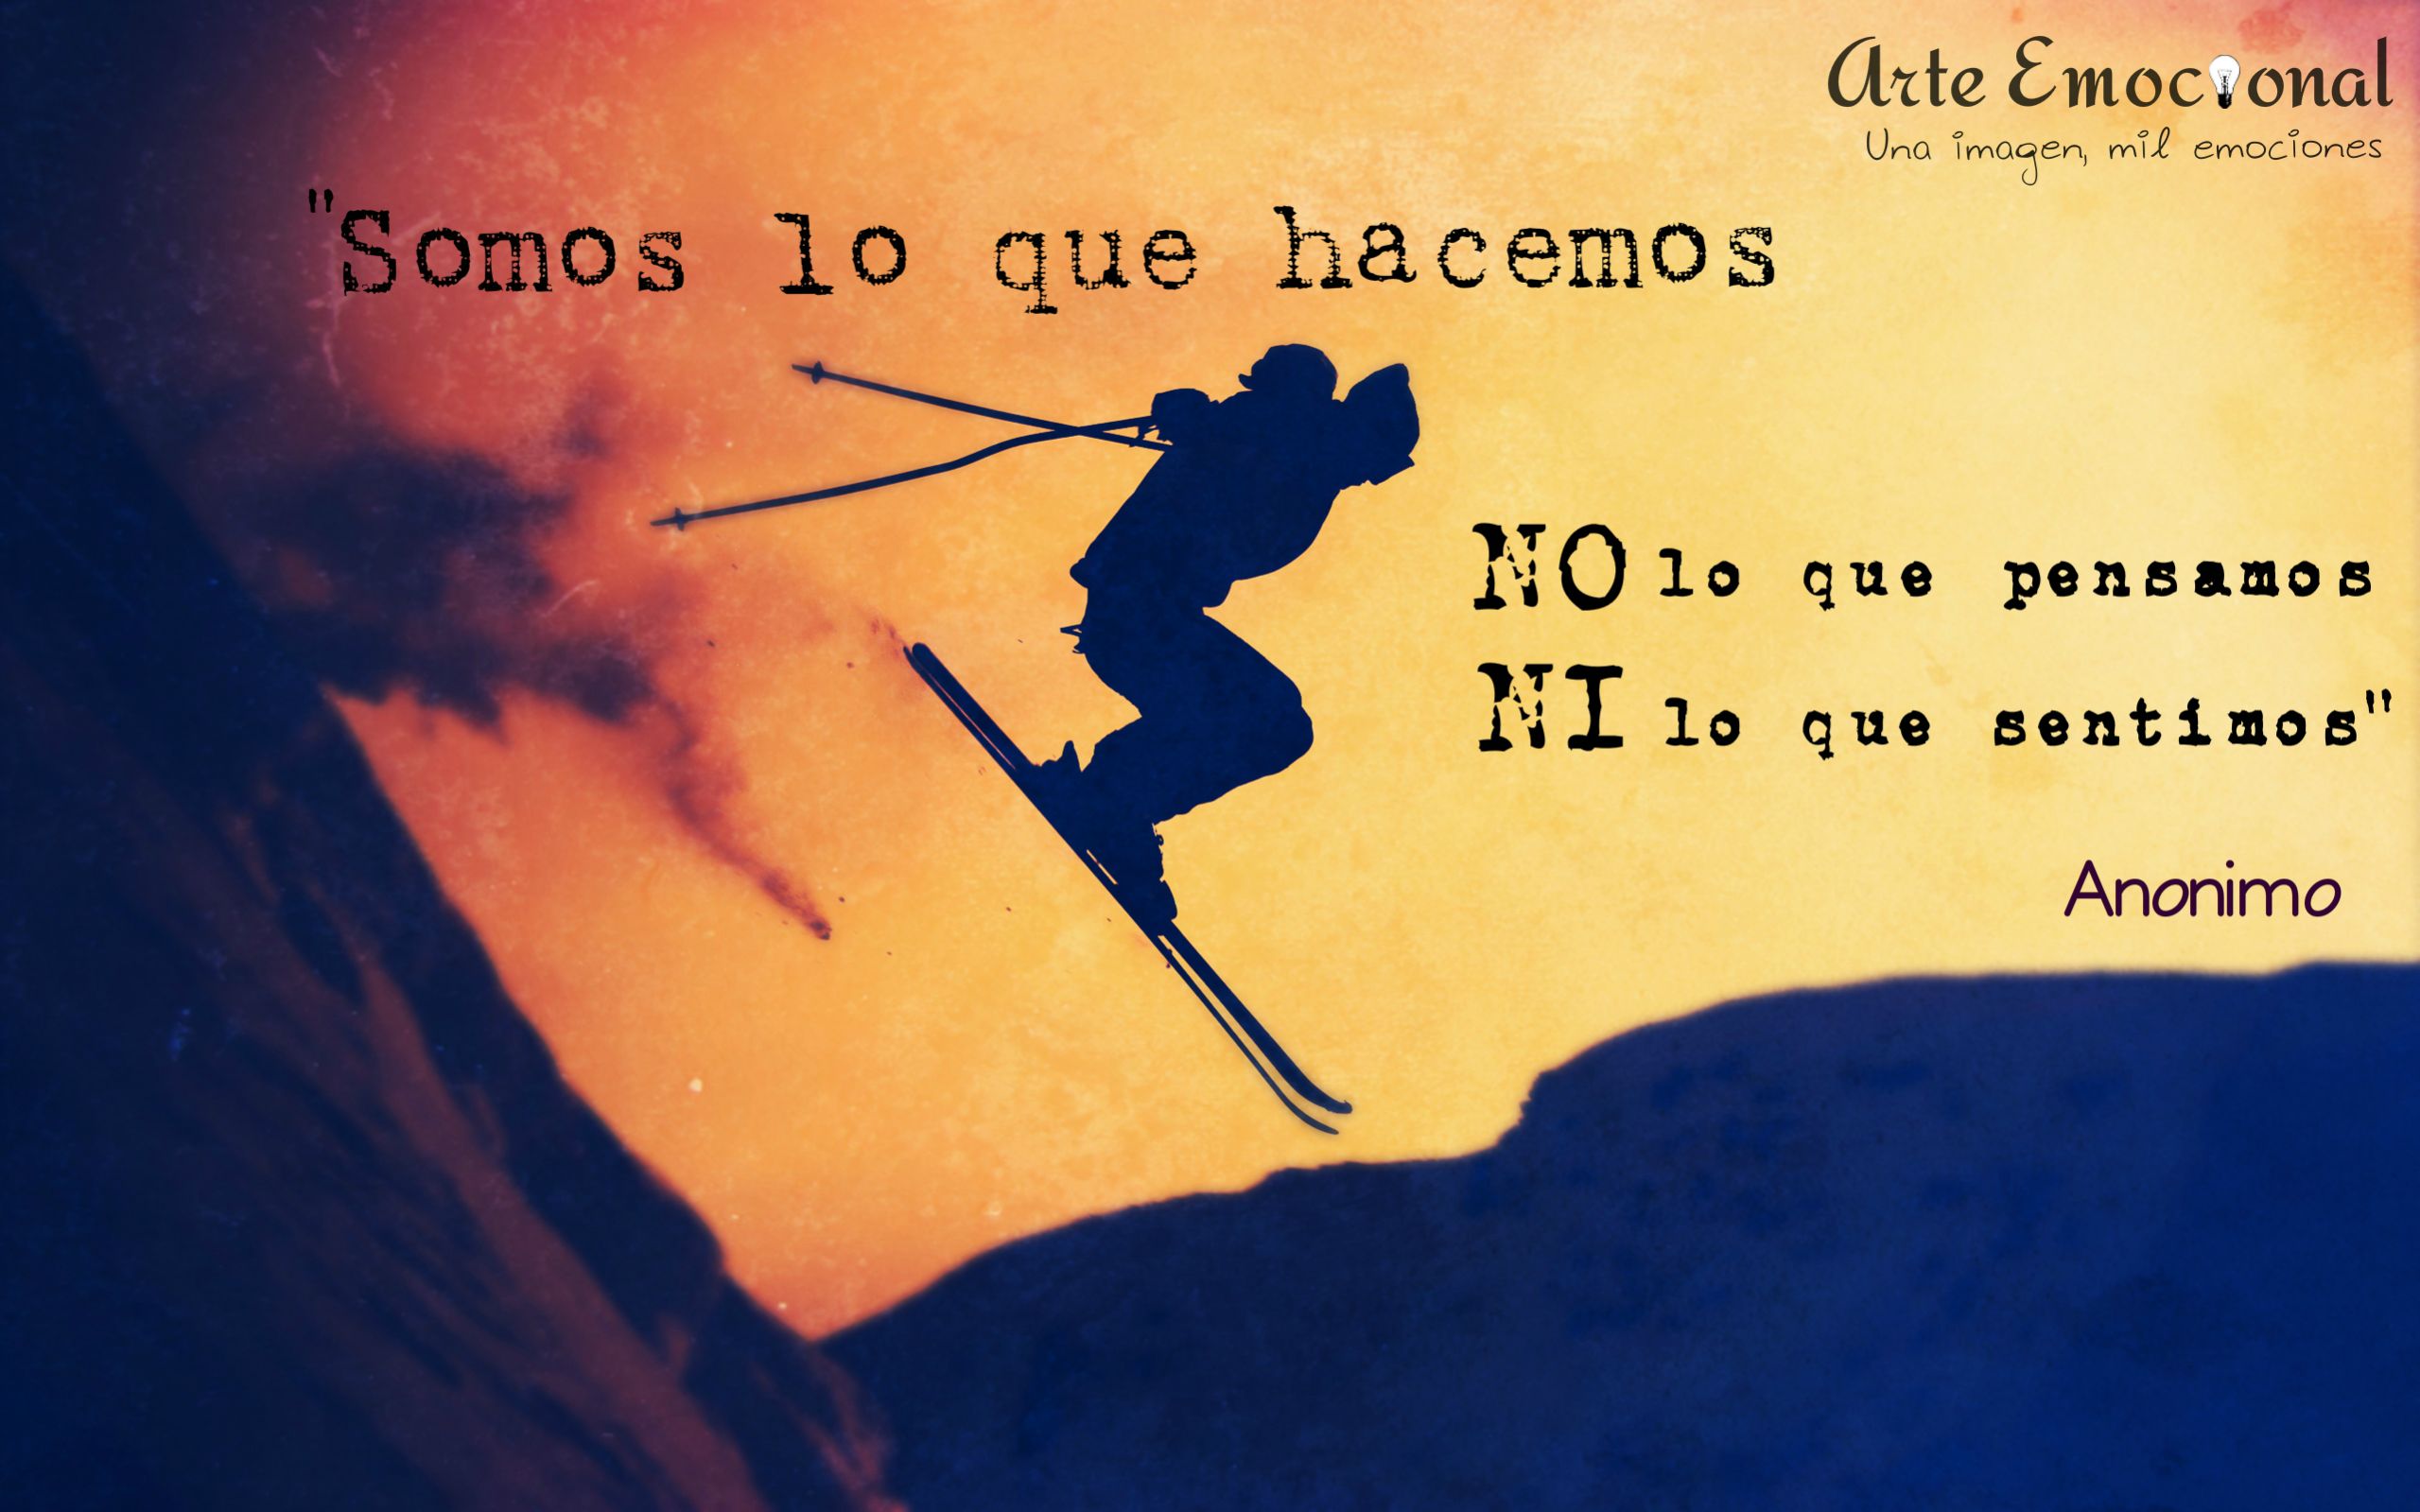 Arte Emocional
Una imagen, mil emociones
"Somos lo que hacemos
NO lo que pensamos
NI lo que sentimos"
Anonimo